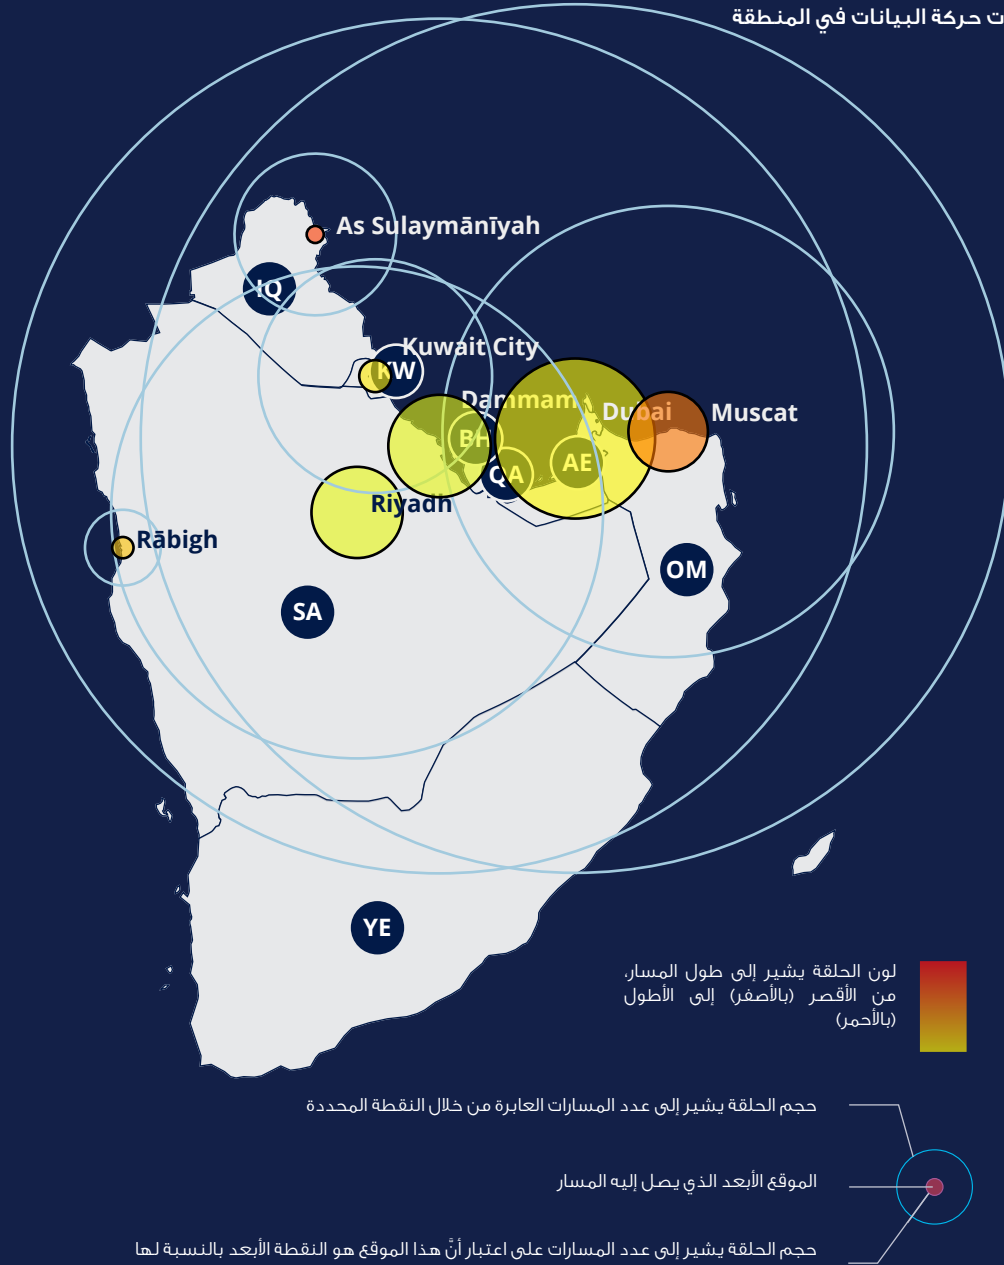 ت حركة البيانات في المنطقة
As Sulaymānīyah
IQ
Kuwait City
KW
Dammam
Dubai
Muscat
BH
QA
AE
Riyadh
Rābigh
OM
SA
YE
لون الحلقة يشير إلى طول المسار،
من الأقصر (بالأصفر) إلى الأطول
(بالأحمر)
حجم الحلقة يشير إلى عدد المسارات العابرة من خلال النقطة المحددة
الموقع الأبعد الذي يصل إليه المسار
حجم الحلقة يشير إلى عدد المسارات على اعتبار أنَّ هذا الموقع هو النقطة الأبعد بالنسبة لها